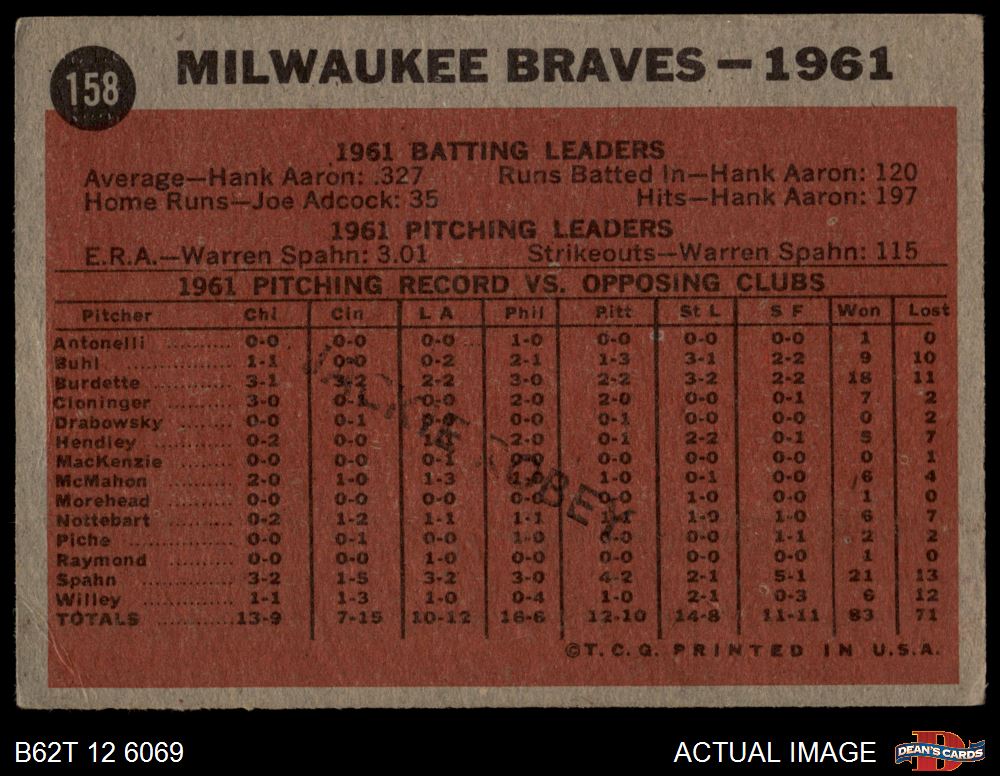 158
MILWAUKEE BRAVES — 1961
1961 BATTING LEADERS
Average—Hank Aaron: .327 Runs Batted In—Hank Aaron: 120
Home Runs—Joe Adcock: 35 Hits—Hank Aaron: 197
1961 PITCHING LEADERS
E.R.A.—Warren Spahn: 3.01 Strikeouts—Warren Spahn: 115
1961 PITCHING RECORD VS. OPPOSING CLUBS
Pitcher Chi Cin L A Phil Pitt St L S F Won Lost
Antonelli 0-0 0-0 0-0 1-0 0-0 0-0 0-0 1 0
Buhl 1-1 0-0 0-2 2-1 1-3 3-1 2-2 9 10
Burdette 3-1 3-2 2-2 3-0 2-2 3-2 2-2 18 11
Cloninger 3-0 0-1 2-0 2-0 0-0 0-1 7 2
Drabowsky 0-0 0-1 0-0 0-1 0-0 0-0 0 2
Hendley 0-2 0-0 2-0 0-1 2-2 0-1 5 7
MacKenzie 0-0 0-0 0-1 0-0 0-0 0-0 0 1
McMahon 2-0 1-0 1-3 1-0 0-1 1-0 6 4
Morehead 0-0 0-0 0-0 0-0 0-0 1-0 0-0 1 0
Nottebart 0-2 1-2 1-1 1-1 1-1 1-0 1-0 6 7
Piche 0-0 0-1 0-0 1-0 0-0 0-0 1-1 2 2
Raymond 0-0 0-0 1-0 0-0 0-0 0-0 0-0 1 0
Spahn 3-2 1-5 3-2 3-0 4-2 2-1 5-1 21 13
Willey 1-1 1-3 1-0 0-4 1-0 2-1 0-3 6 12
TOTALS 13-9 7-15 10-12 16-6 12-10 14-8 11-11 83 71
©T. C. G. PRINTED IN U.S.A.
B62T 12 6069 ACTUAL IMAGE DEAN'S CARDS